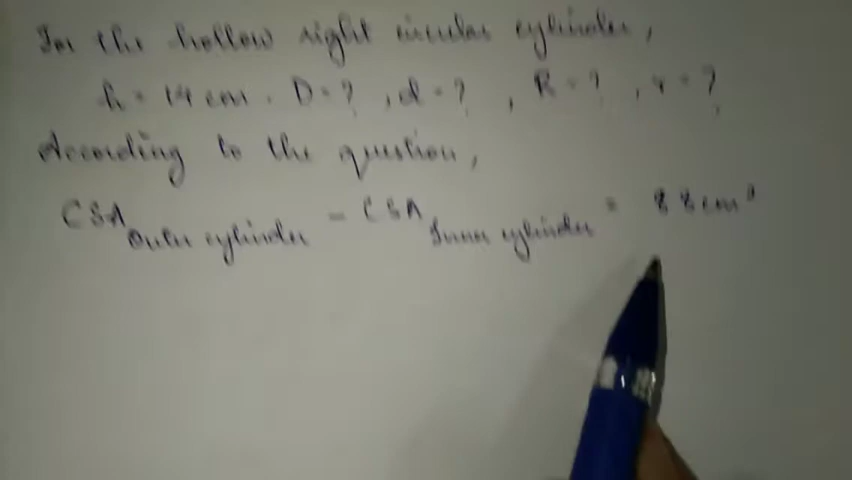 For the hollow right circular cylinder,
h = 14 cm. D = ?, d = ?, R = ?, r = ?
According to the question,
CSA Outer cylinder - CSA Inner cylinder = 88 cm²